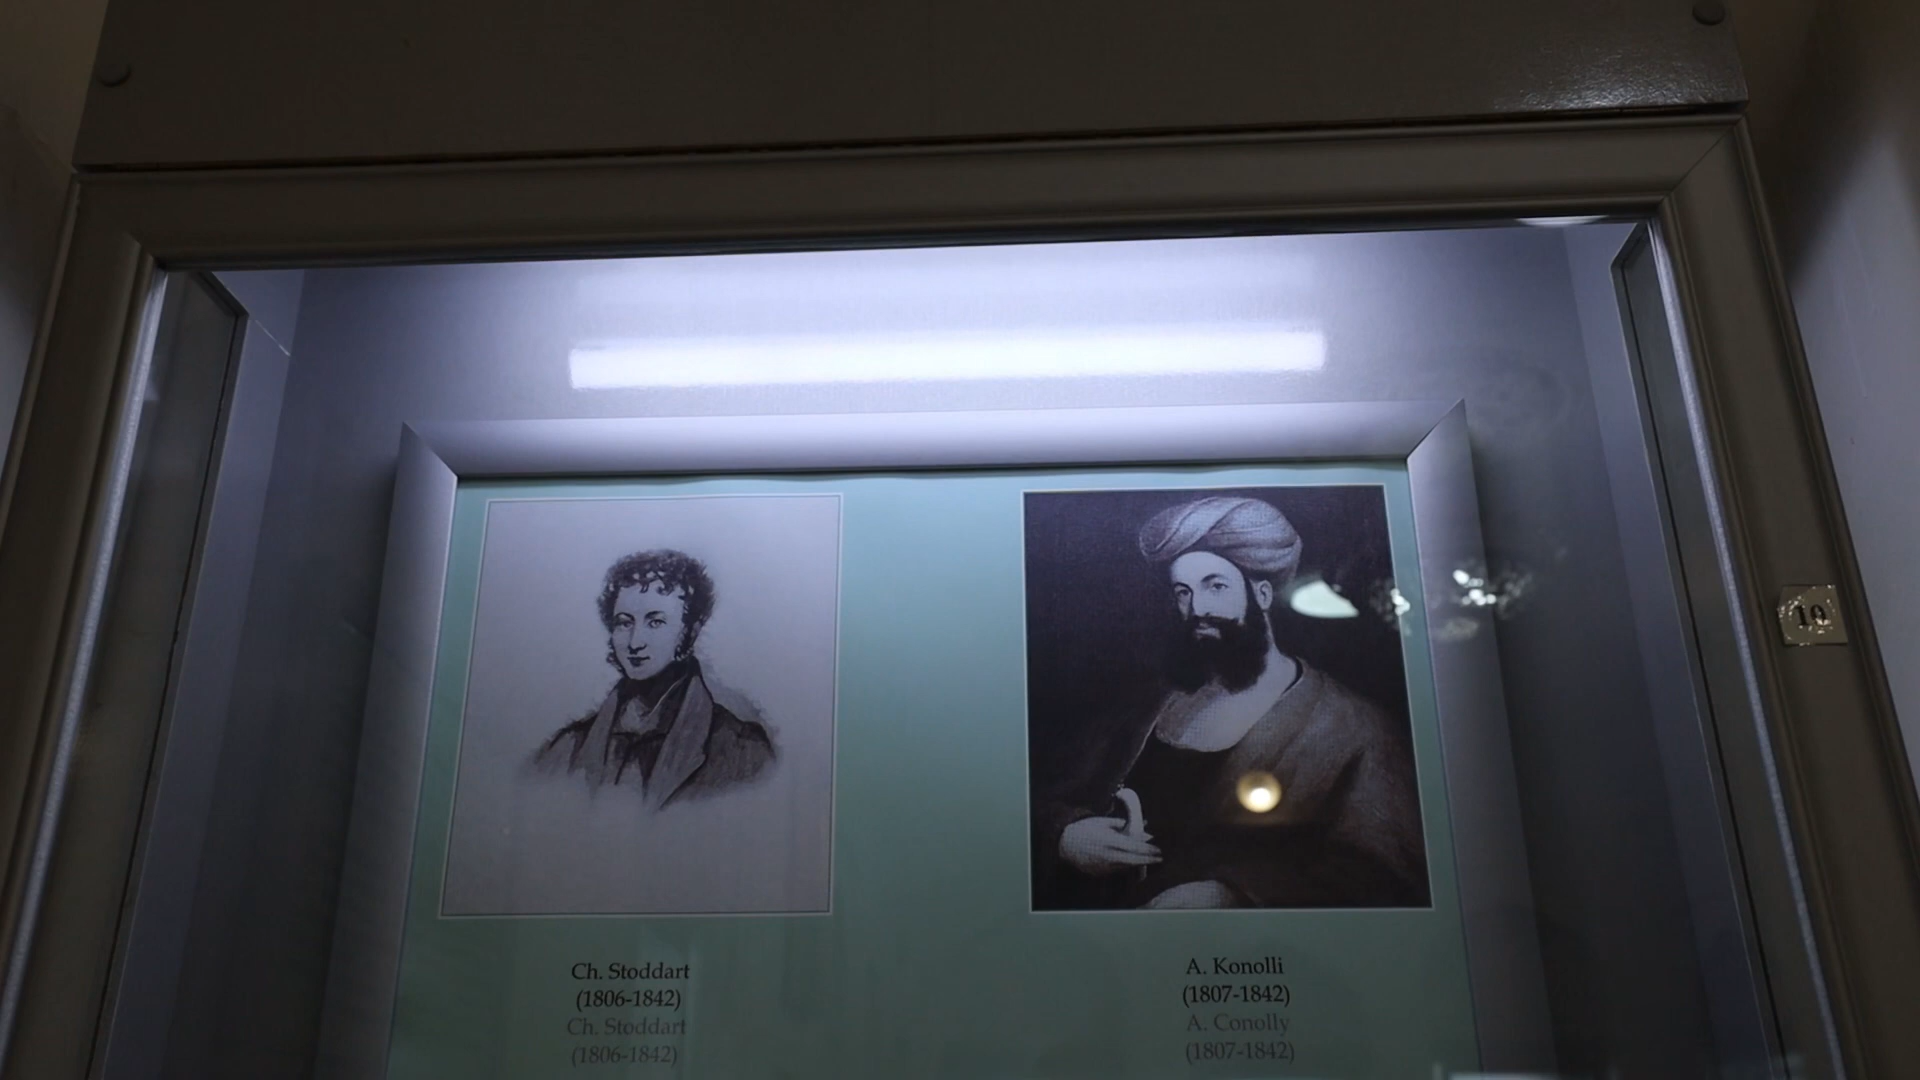 Ch. Stoddart
(1806-1842)
Ch. Stoddart
(1806-1842)
A. Konolli
(1807-1842)
A. Conolly
(1807-1842)
10